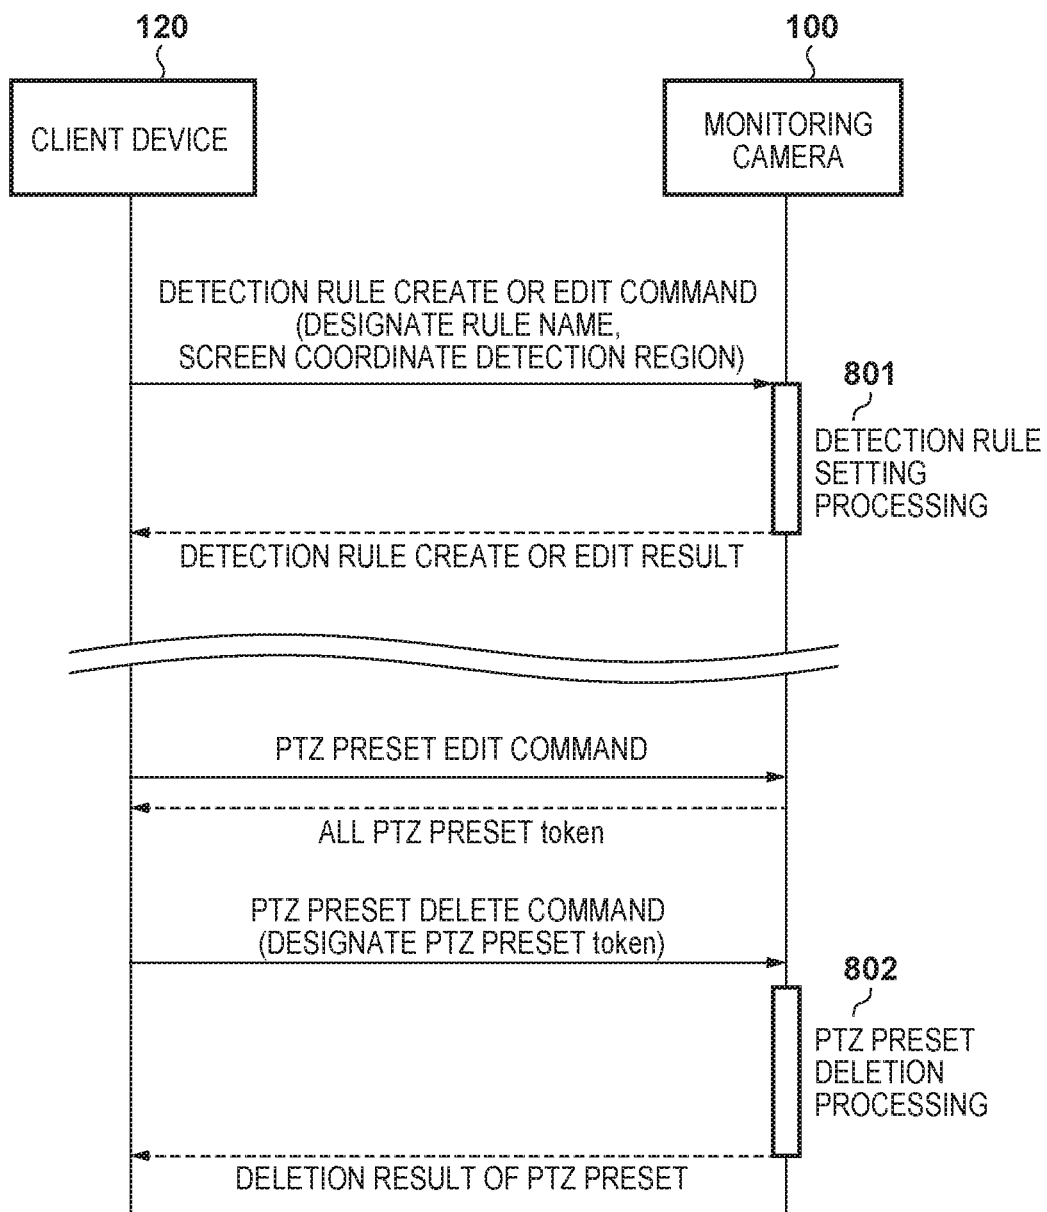 120
100
CLIENT DEVICE
MONITORING
CAMERA
DETECTION RULE CREATE OR EDIT COMMAND
(DESIGNATE RULE NAME,
SCREEN COORDINATE DETECTION REGION)
801
DETECTION RULE
SETTING
PROCESSING
DETECTION RULE CREATE OR EDIT RESULT
PTZ PRESET EDIT COMMAND
ALL PTZ PRESET token
PTZ PRESET DELETE COMMAND
(DESIGNATE PTZ PRESET token)
802
PTZ PRESET
DELETION
PROCESSING
DELETION RESULT OF PTZ PRESET